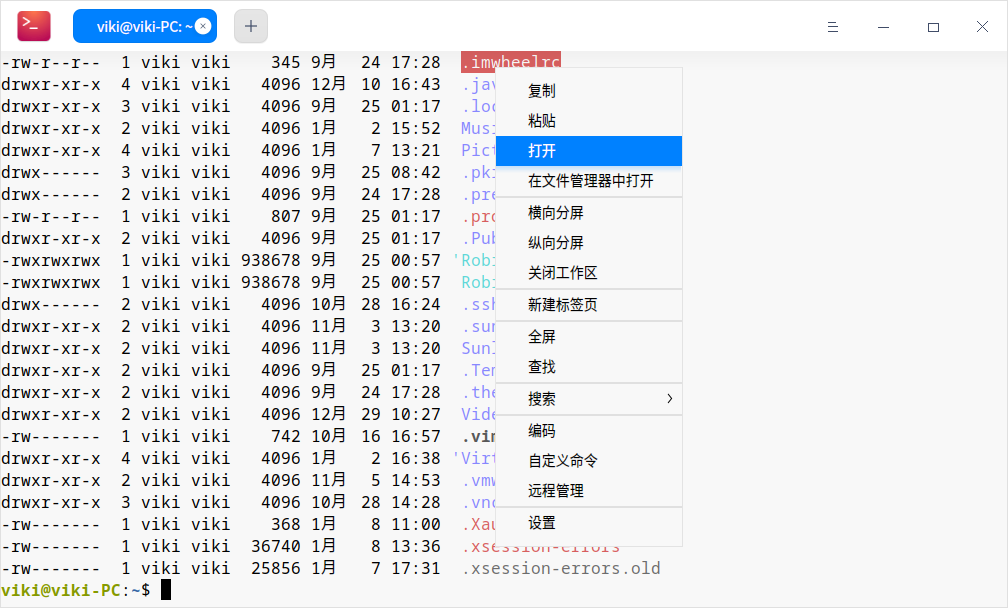 viki@viki-PC: ~
-rw-r--r-- 1 viki viki 345 9月 24 17:28 .imwheelrc
drwxr-xr-x 4 viki viki 4096 12月 10 16:43 .jav
drwxr-xr-x 3 viki viki 4096 9月 25 01:17 .loc
drwxr-xr-x 2 viki viki 4096 1月 2 15:52 Musi
drwxr-xr-x 4 viki viki 4096 1月 7 13:21 Pict
drwx------ 3 viki viki 4096 9月 25 08:42 .pki
drwx------ 2 viki viki 4096 9月 24 17:28 .pre
-rw-r--r-- 1 viki viki 807 9月 25 01:17 .pro
drwxr-xr-x 2 viki viki 4096 9月 25 01:17 .Pub
-rwxrwxrwx 1 viki viki 938678 9月 25 00:57 'Robi
-rwxrwxrwx 1 viki viki 938678 9月 25 00:57 Robi
drwx------ 2 viki viki 4096 10月 28 16:24 .ssh
drwxr-xr-x 2 viki viki 4096 11月 3 13:20 .sun
drwxr-xr-x 2 viki viki 4096 11月 3 13:20 Sunl
drwxr-xr-x 2 viki viki 4096 9月 25 01:17 .Tem
drwxr-xr-x 2 viki viki 4096 9月 24 17:28 .the
drwxr-xr-x 2 viki viki 4096 12月 29 10:27 Vide
-rw------- 1 viki viki 742 10月 16 16:57 .vim
drwxr-xr-x 4 viki viki 4096 1月 2 16:38 'Virt
drwxr-xr-x 2 viki viki 4096 11月 5 14:53 .vmw
drwxr-xr-x 3 viki viki 4096 10月 28 14:28 .vnc
-rw------- 1 viki viki 368 1月 8 11:00 .Xau
-rw------- 1 viki viki 36740 1月 8 13:36 .xsession-errors
-rw------- 1 viki viki 25856 1月 7 17:31 .xsession-errors.old
viki@viki-PC:~$
复制
粘贴
打开
在文件管理器中打开
横向分屏
纵向分屏
关闭工作区
新建标签页
全屏
查找
搜索
编码
自定义命令
远程管理
设置